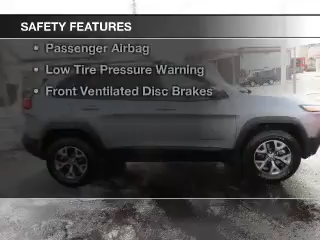 SAFETY FEATURES
• Passenger Airbag
• Low Tire Pressure Warning
• Front Ventilated Disc Brakes